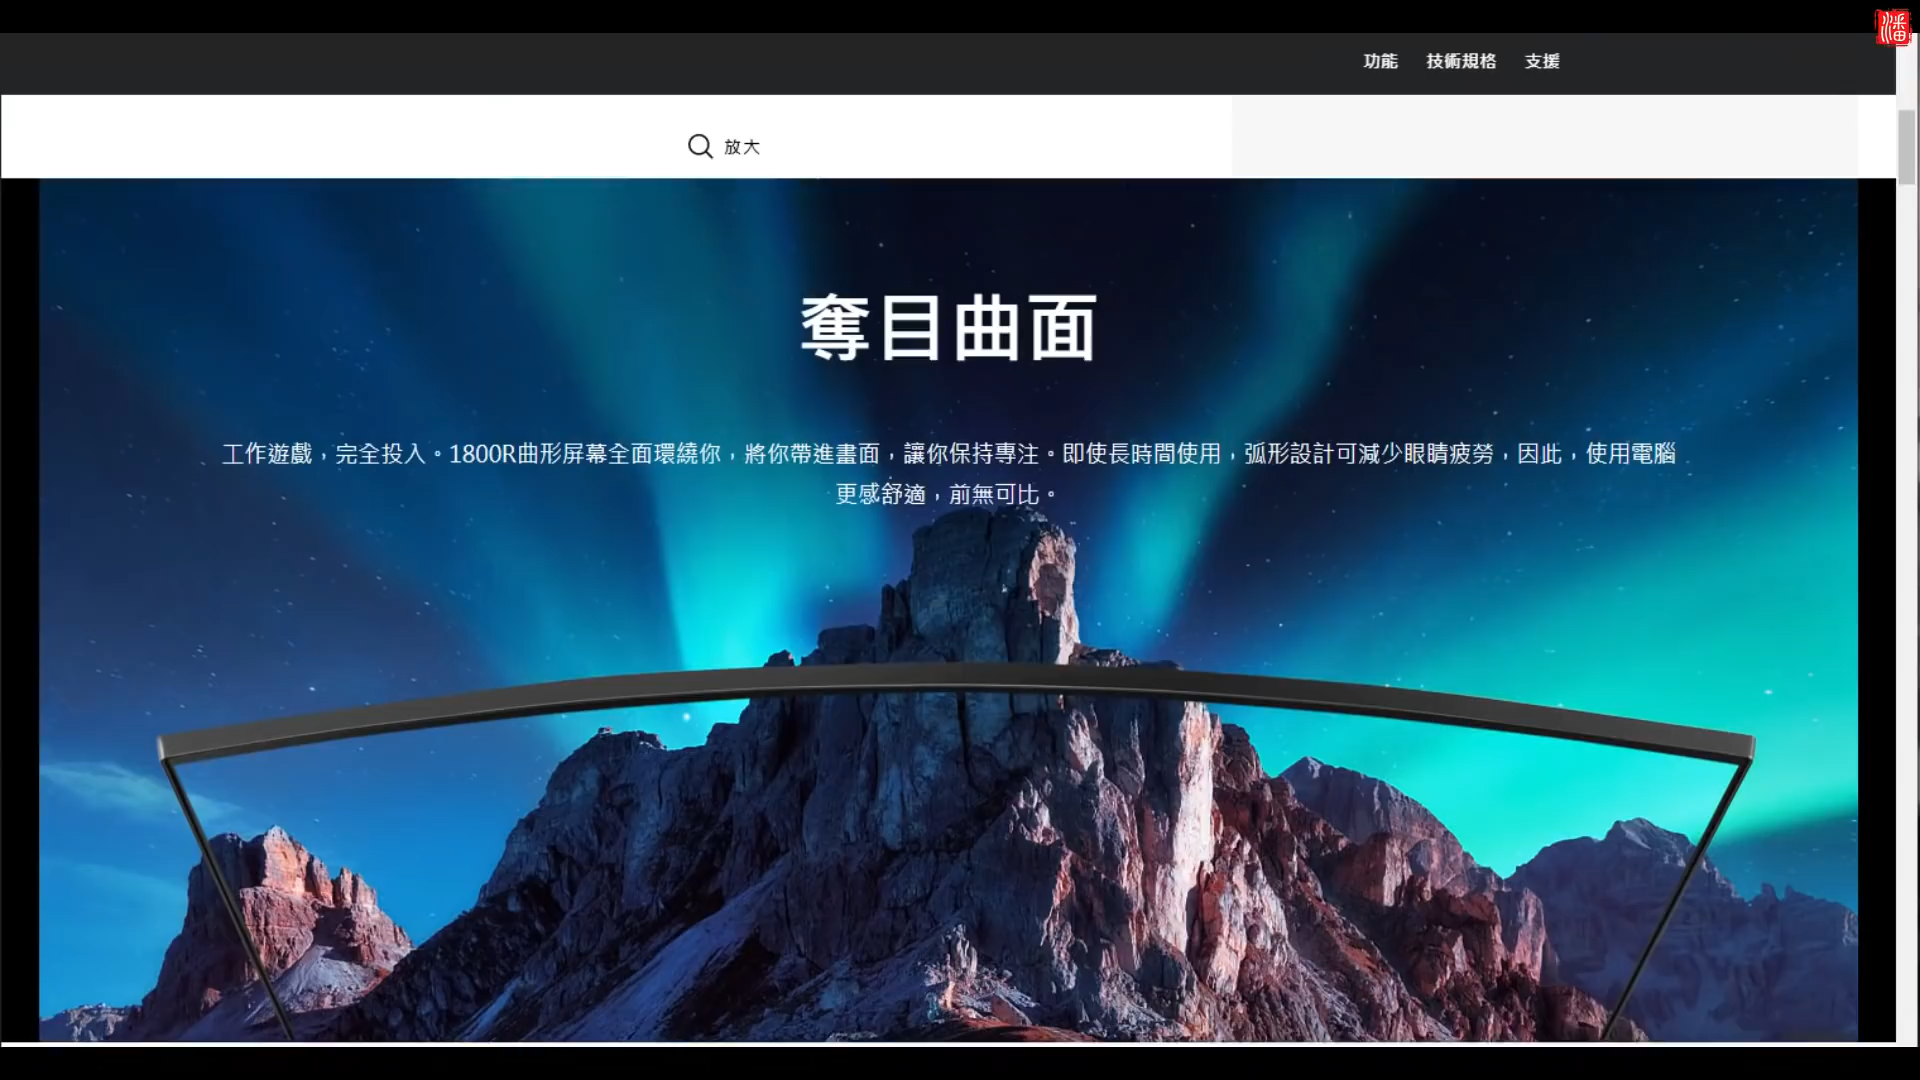 潘
功能 技術規格 支援
放大
奪目曲面
工作遊戲，完全投入。1800R曲形屏幕全面環繞你，將你帶進畫面，讓你保持專注。即使長時間使用，弧形設計可減少眼睛疲勞，因此，使用電腦
更感舒適，前無可比。